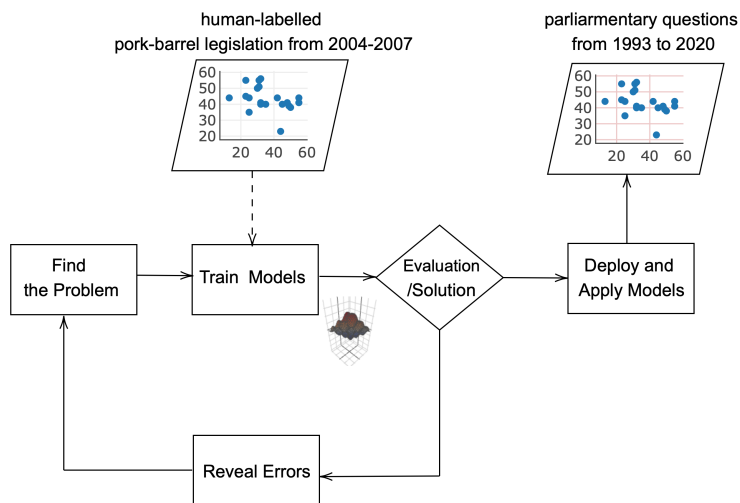 human-labelled
pork-barrel legislation from 2004-2007
60
50
40
30
20
20 40 60
parliarmentary questions
from 1993 to 2020
60
50
40
30
20
20 40 60
Find
the Problem
Train Models
Evaluation
/Solution
Deploy and
Apply Models
Reveal Errors